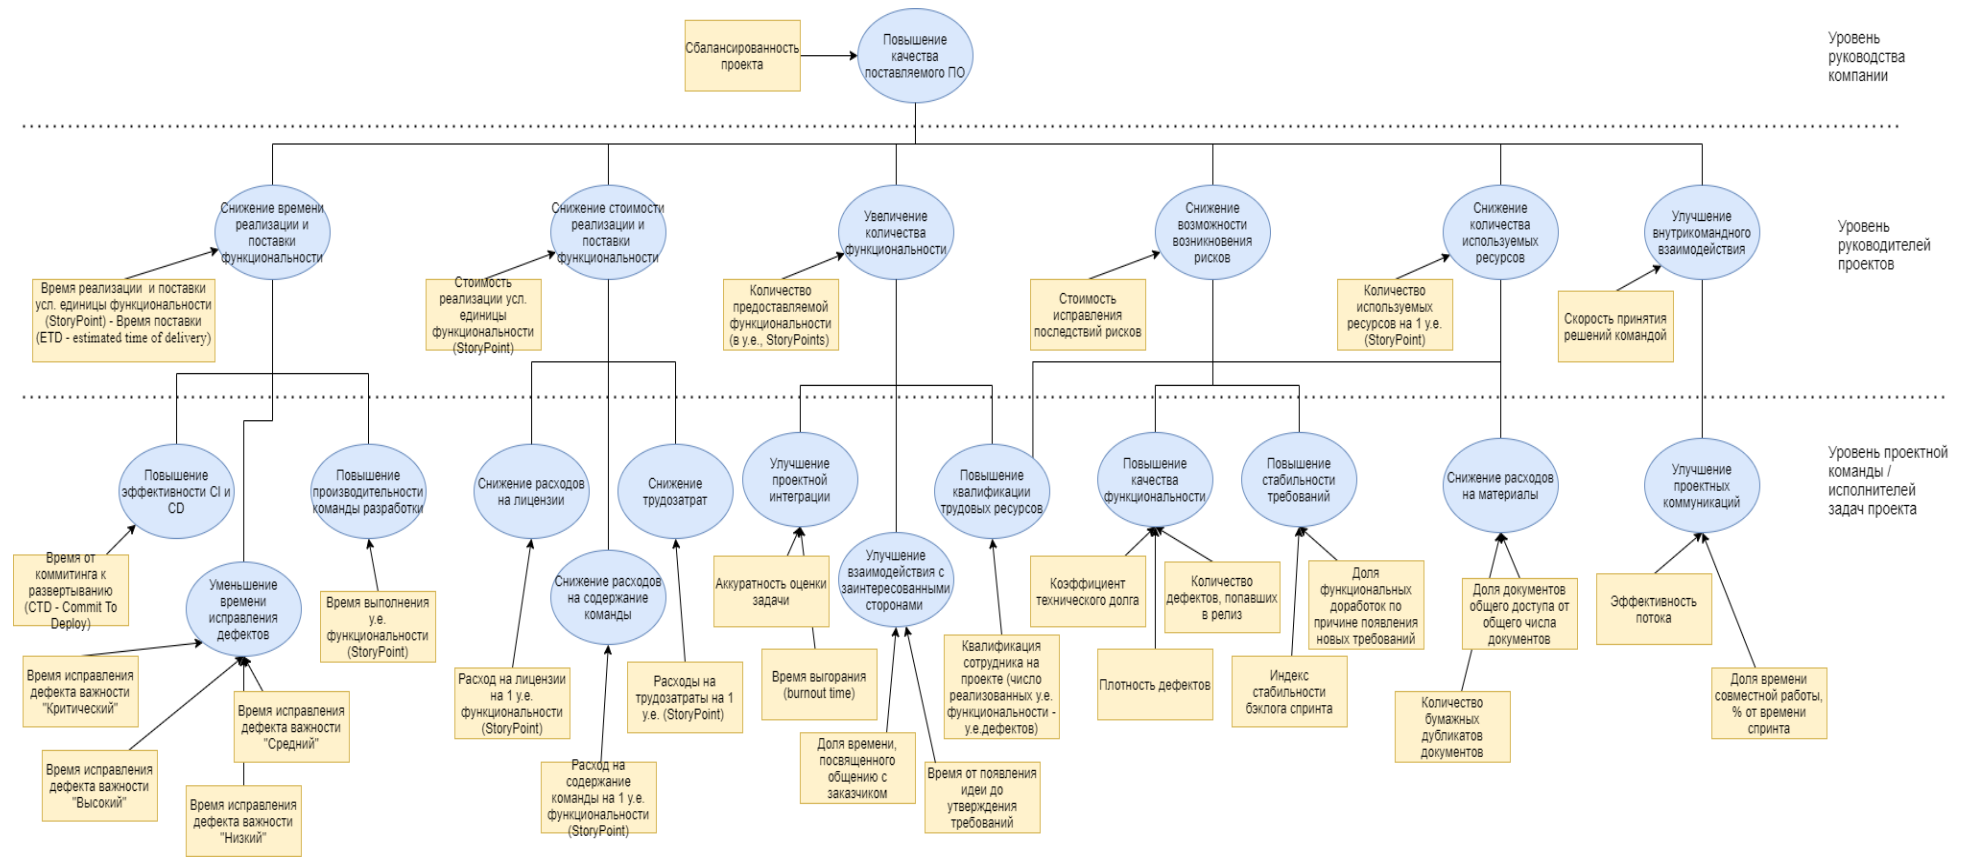 Сбалансированность
проекта
Повышение
качества
поставляемого ПО
Уровень
руководства
компании
Снижение времени
реализации и
поставки
функциональности
Снижение стоимости
реализации и
поставки
функциональности
Увеличение
количества
функциональности
Снижение
возможности
возникновения
рисков
Снижение
количества
используемых
ресурсов
Улучшение
внутрикомандного
взаимодействия
Уровень
руководителей
проектов
Время реализации и поставки
усл. единицы функциональности
(StoryPoint) - Время поставки
(ETD - estimated time of delivery)
Стоимость
реализации усл.
единицы
функциональности
(StoryPoint)
Количество
предоставляемой
функциональности
(в у.е., StoryPoints)
Стоимость
исправления
последствий рисков
Количество
используемых
ресурсов на 1 у.е.
(StoryPoint)
Скорость принятия
решений командой
Повышение
эффективности CI и
CD
Повышение
производительности
команды разработки
Снижение расходов
на лицензии
Снижение
трудозатрат
Улучшение
проектной
интеграции
Повышение
квалификации
трудовых ресурсов
Повышение
качества
функциональности
Повышение
стабильности
требований
Снижение расходов
на материалы
Улучшение
проектных
коммуникаций
Уровень проектной
команды /
исполнителей
задач проекта
Время от
коммитинга к
развертыванию
(CTD - Commit To
Deploy)
Уменьшение
времени
исправления
дефектов
Время выполнения
у.е.
функциональности
(StoryPoint)
Снижение расходов
на содержание
команды
Аккуратность оценки
задачи
Улучшение
взаимодействия с
заинтересованными
сторонами
Коэффициент
технического долга
Количество
дефектов, попавших
в релиз
Доля
функциональных
доработок по
причине появления
новых требований
Доля документов
общего доступа от
общего числа
документов
Эффективность
потока
Время исправления
дефекта важности
"Критический"
Время исправления
дефекта важности
"Средний"
Время исправления
дефекта важности
"Высокий"
Время исправления
дефекта важности
"Низкий"
Расход на лицензии
на 1 у.е.
функциональности
(StoryPoint)
Расходы на
трудозатраты на 1
у.е. (StoryPoint)
Расход на
содержание
команды на 1 у.е.
функциональности
(StoryPoint)
Время выгорания
(burnout time)
Доля времени,
посвященного
общению с
заказчиком
Время от появления
идеи до
утверждения
требований
Квалификация
сотрудника на
проекте (число
реализованных у.е.
функциональности -
у.е.дефектов)
Плотность дефектов
Индекс
стабильности
бэклога спринта
Количество
бумажных
дубликатов
документов
Доля времени
совместной работы,
% от времени
спринта